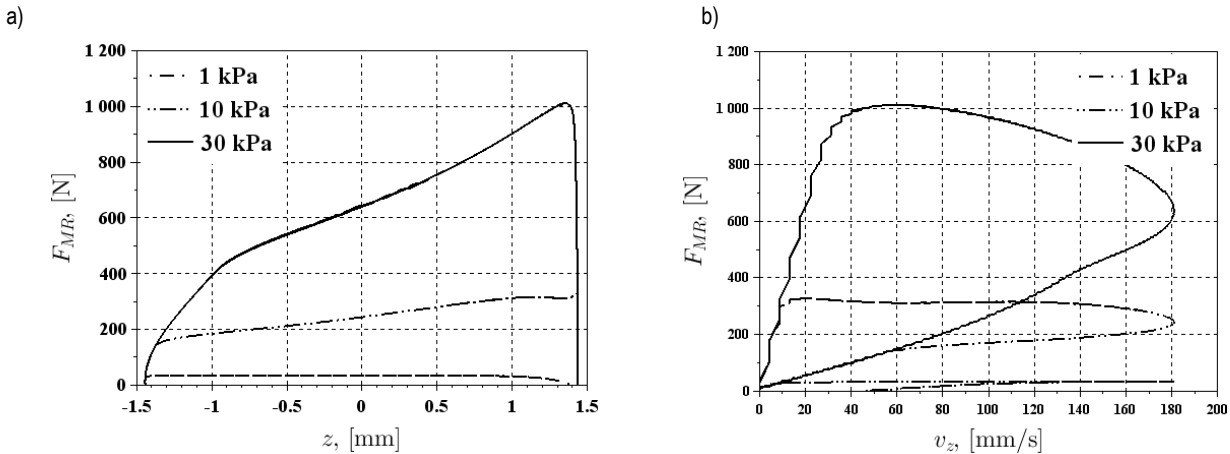 a)
1 200
1 000
800
600
400
200
0
F_MR, [N]
1 kPa
10 kPa
30 kPa
-1.5
-1
-0.5
0
0.5
1
1.5
z, [mm]
b)
1 200
1 000
800
600
400
200
0
F_MR, [N]
1 kPa
10 kPa
30 kPa
0
20
40
60
80
100
120
140
160
180
200
v_z, [mm/s]